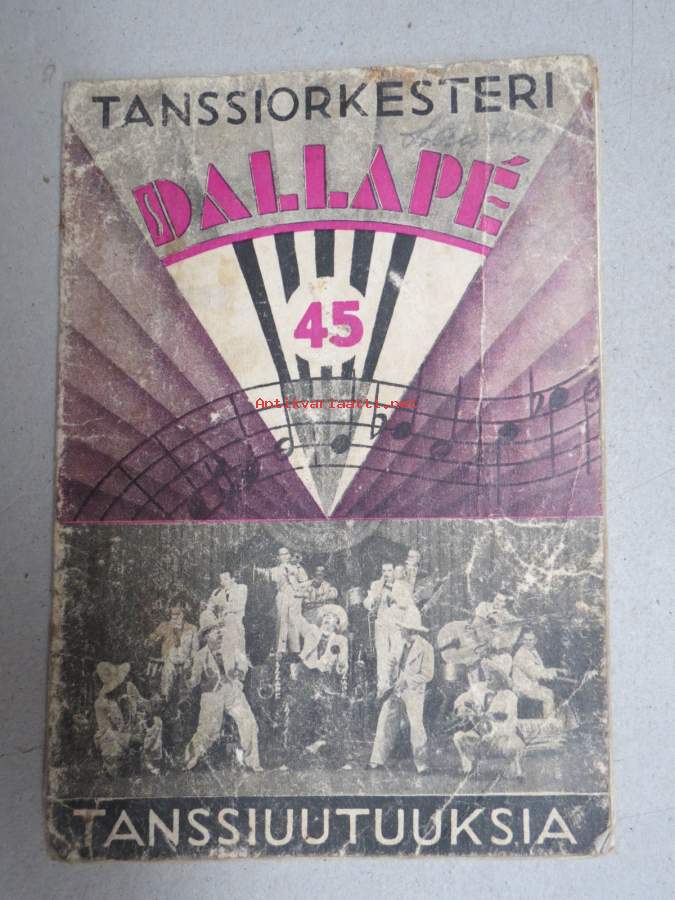 TANSSIORKESTERI
DALLAPÉ
45
Antikvariaatti.net
TANSSIUUTUUKSIA